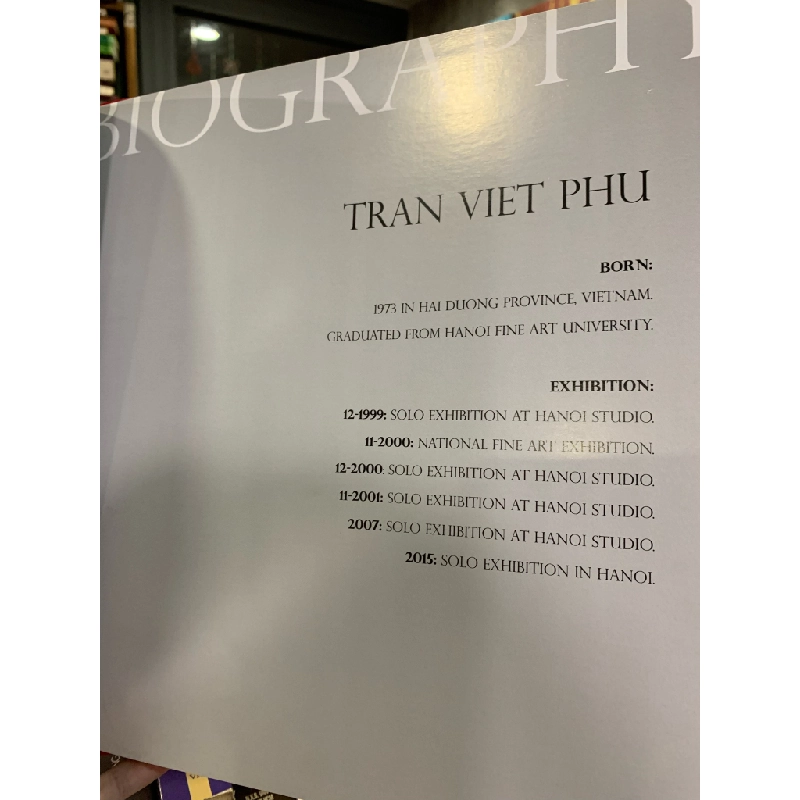 BIOGRAPHY
TRAN VIET PHU
BORN:
1973 IN HAI DUONG PROVINCE, VIETNAM.
GRADUATED FROM HANOI FINE ART UNIVERSITY.
EXHIBITION:
12-1999: SOLO EXHIBITION AT HANOI STUDIO.
11-2000: NATIONAL FINE ART EXHIBITION.
12-2000: SOLO EXHIBITION AT HANOI STUDIO.
11-2001: SOLO EXHIBITION AT HANOI STUDIO.
2007: SOLO EXHIBITION AT HANOI STUDIO.
2015: SOLO EXHIBITION IN HANOI.